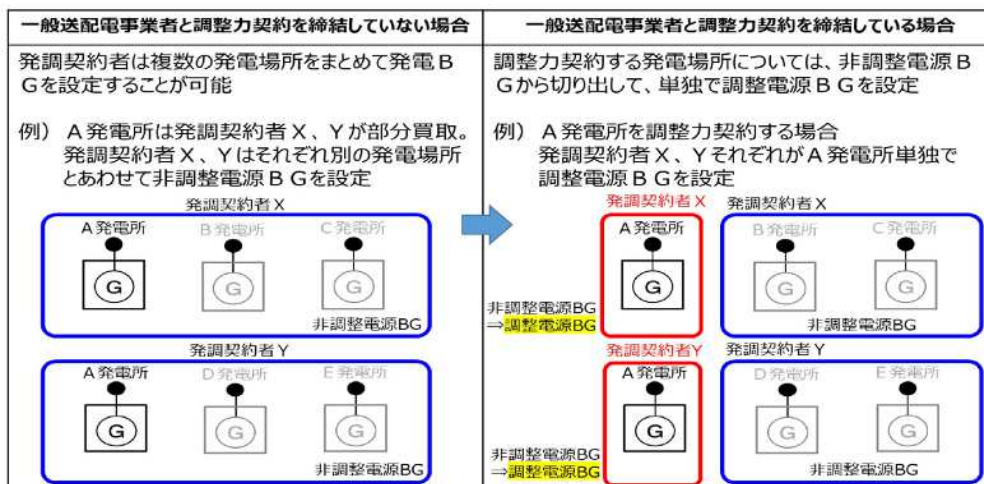 一般送配電事業者と調整力契約を締結していない場合
発調契約者は複数の発電場所をまとめて発電B
Gを設定することが可能
例） A発電所は発調契約者X、Yが部分買取。
発調契約者X、Yはそれぞれ別の発電場所
とあわせて非調整電源BGを設定
発調契約者X
A発電所
B発電所
C発電所
G
G
G
非調整電源BG
発調契約者Y
A発電所
D発電所
E発電所
G
G
G
非調整電源BG
一般送配電事業者と調整力契約を締結している場合
調整力契約する発電場所については、非調整電源B
Gから切り出して、単独で調整電源BGを設定
例） A発電所を調整力契約する場合
発調契約者X、YそれぞれがA発電所単独で
調整電源BGを設定
発調契約者X
発調契約者X
A発電所
B発電所
C発電所
G
G
G
非調整電源BG
⇒調整電源BG
非調整電源BG
発調契約者Y
発調契約者Y
A発電所
D発電所
E発電所
G
G
G
非調整電源BG
⇒調整電源BG
非調整電源BG